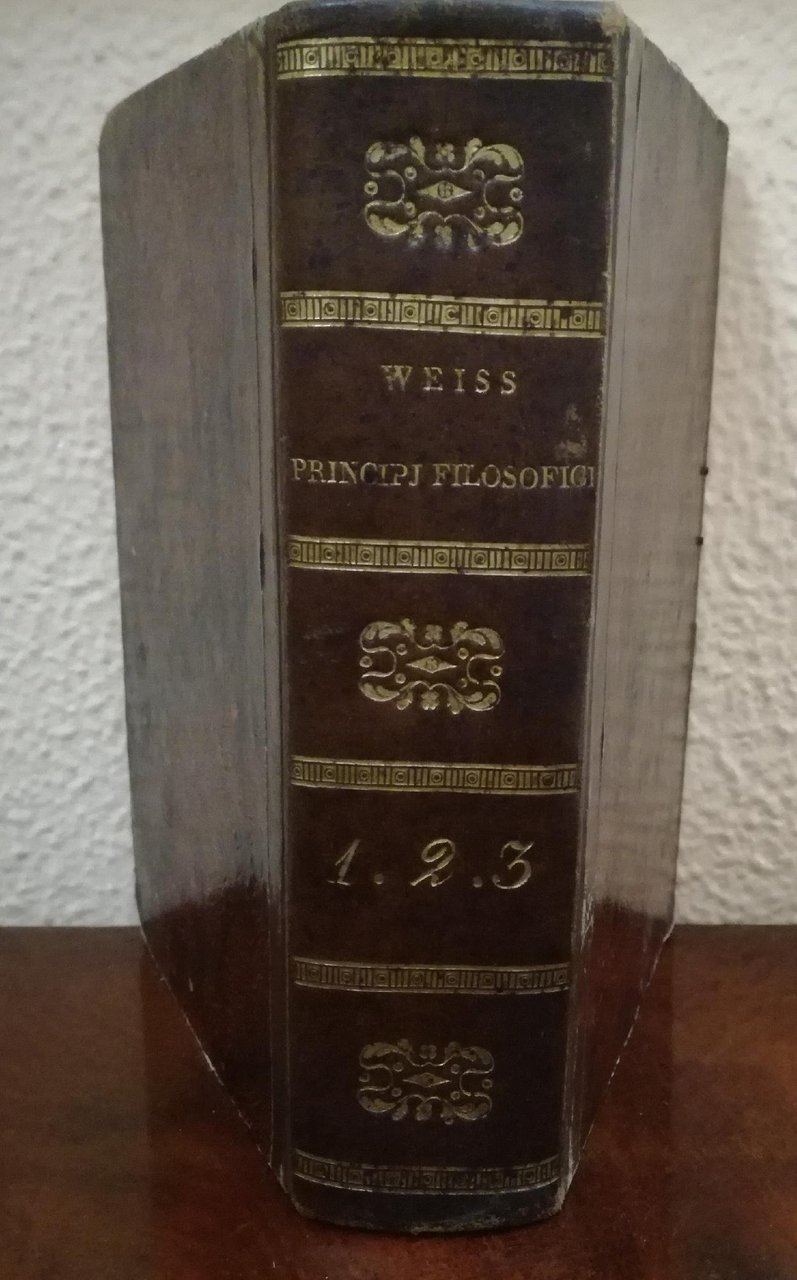 WEISS
PRINCIPJ FILOSOFICI
1. 2. 3